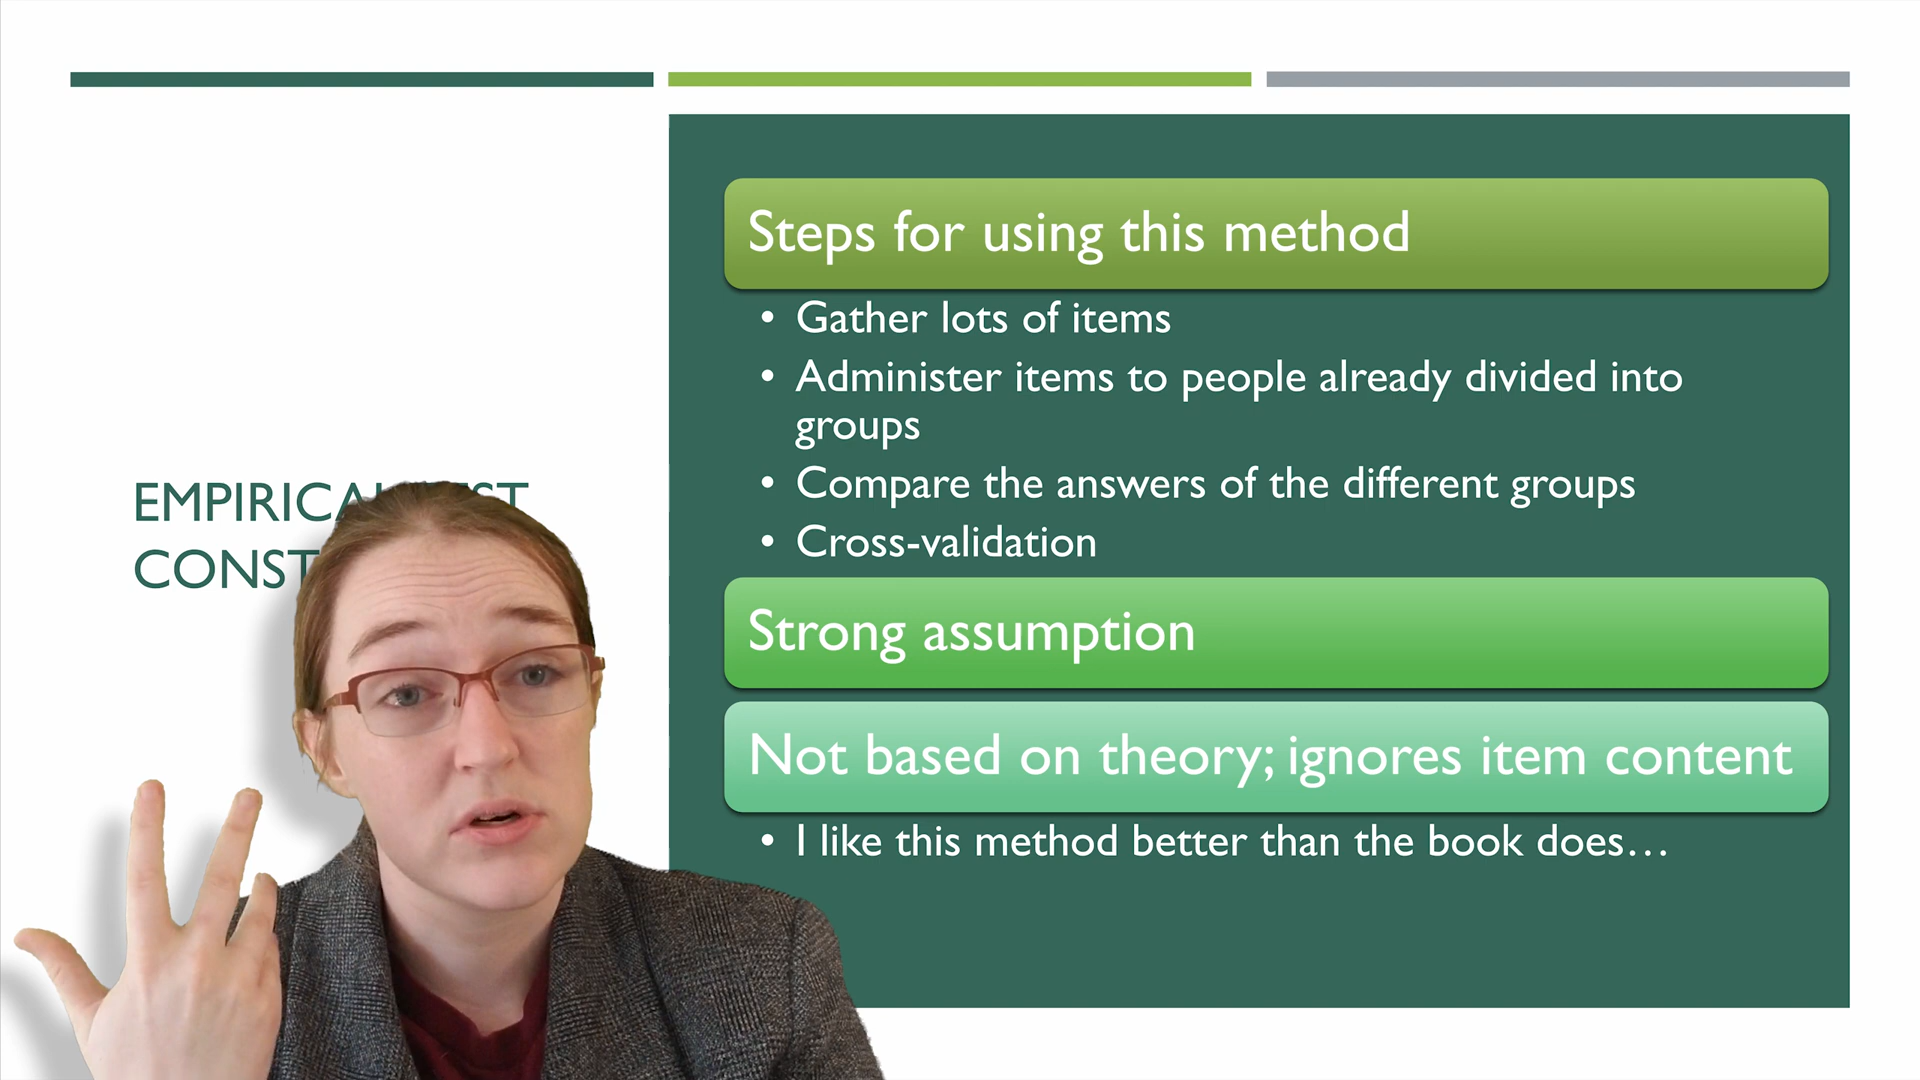 EMPIRICAL
CONST
Steps for using this method
• Gather lots of items
• Administer items to people already divided into
groups
• Compare the answers of the different groups
• Cross-validation
Strong assumption
Not based on theory; ignores item content
• I like this method better than the book does…